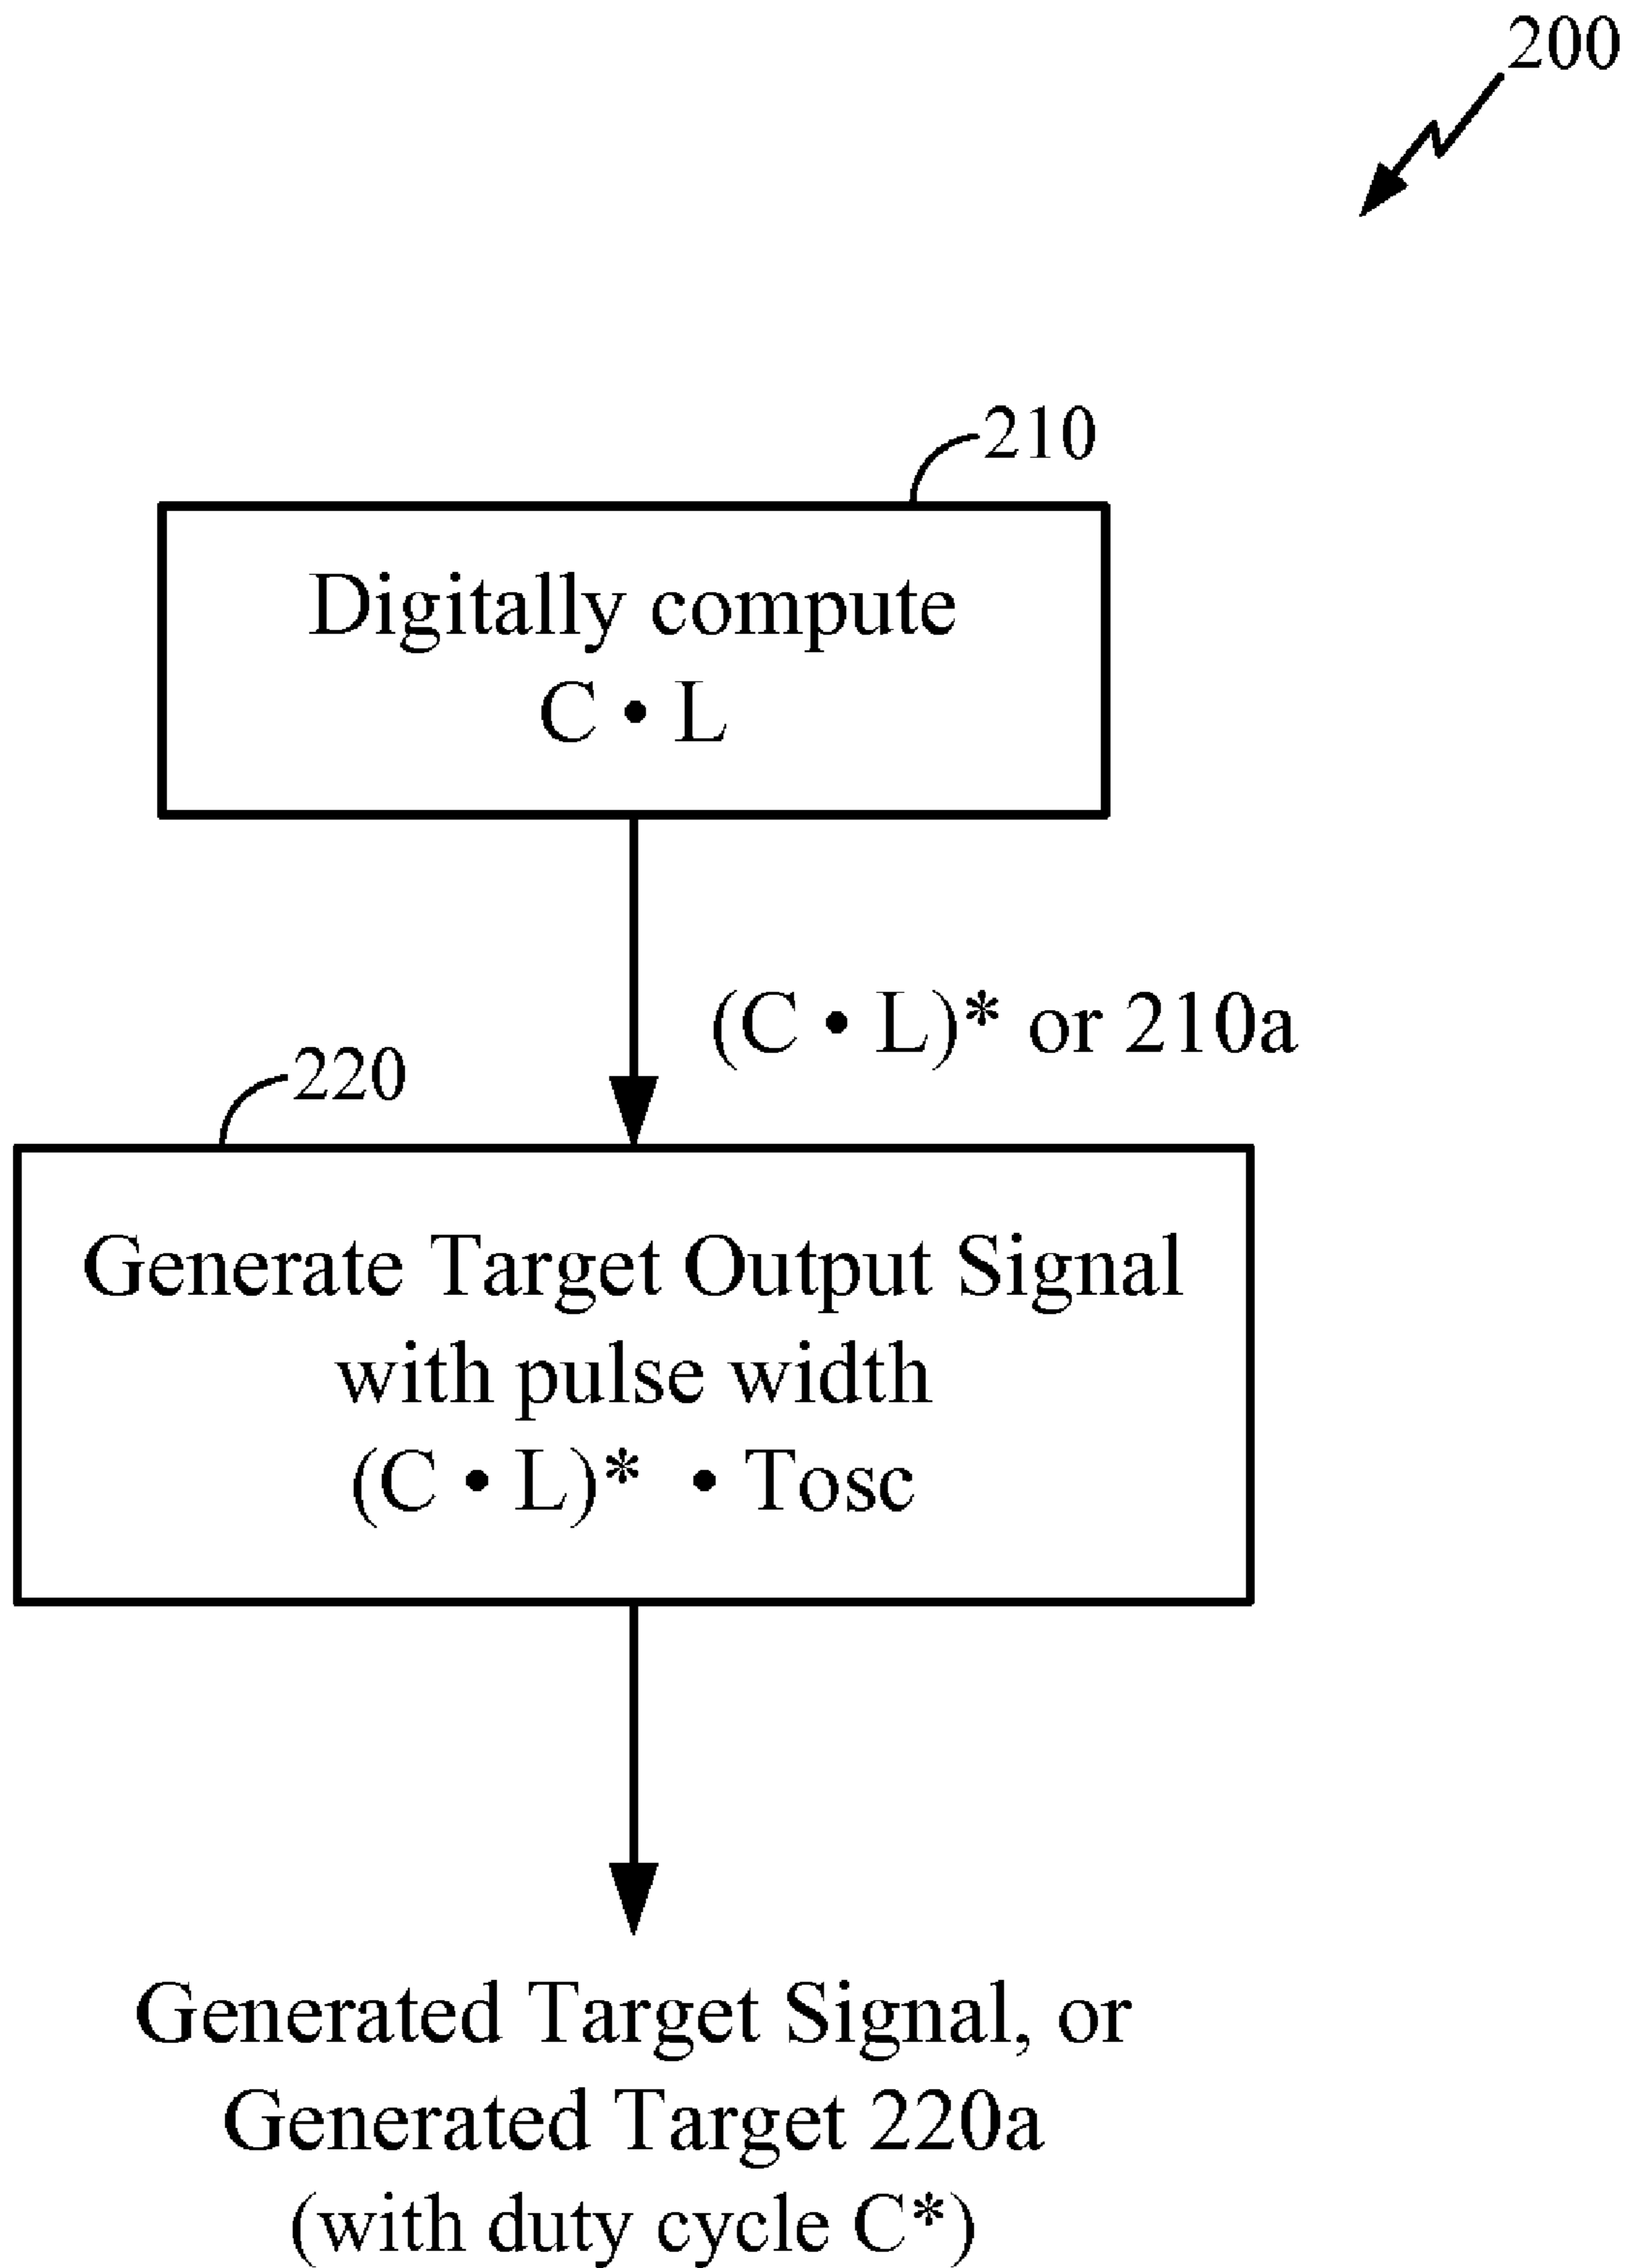 200
210
Digitally compute
C • L
(C • L)* or 210a
220
Generate Target Output Signal
with pulse width
(C • L)* • Tosc
Generated Target Signal, or
Generated Target 220a
(with duty cycle C*)